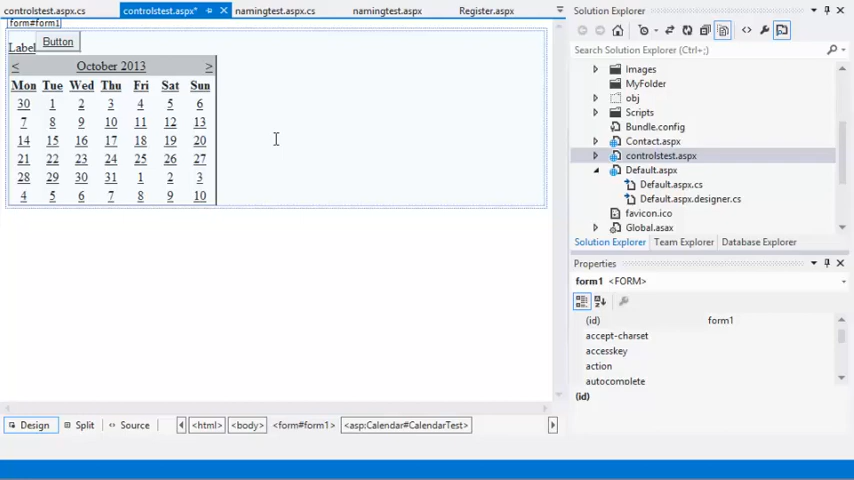 controlstest.aspx.cs controlstest.aspx* namingtest.aspx.cs namingtest.aspx Register.aspx
form#form1
Label Button
< October 2013 >
Mon Tue Wed Thu Fri Sat Sun
30 1 2 3 4 5 6
7 8 9 10 11 12 13
14 15 16 17 18 19 20
21 22 23 24 25 26 27
28 29 30 31 1 2 3
4 5 6 7 8 9 10
Design Split Source <html> <body> <form#form1> <asp:Calendar#CalendarTest>
Solution Explorer
Search Solution Explorer (Ctrl+;)
Images
MyFolder
obj
Scripts
Bundle.config
Contact.aspx
controlstest.aspx
Default.aspx
Default.aspx.cs
Default.aspx.designer.cs
favicon.ico
Global.asax
Solution Explorer Team Explorer Database Explorer
Properties
form1 <FORM>
(id) form1
accept-charset
accesskey
action
autocomplete
(id)